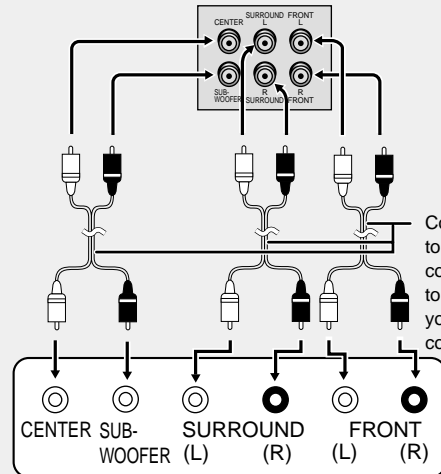 SURROUND FRONT
CENTER L L
SUB-
WOOFER R R
SURROUND FRONT
Co
to
co
to
yo
co
CENTER SUB-
WOOFER SURROUND
(L) (R) FRONT
(L) (R)